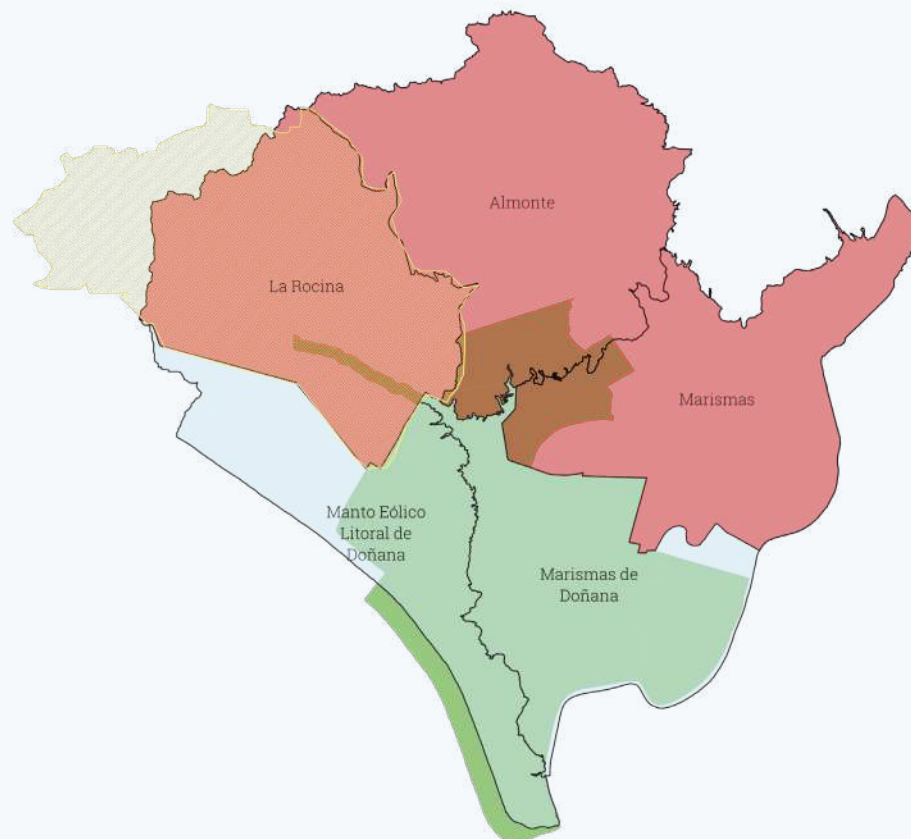 Almonte
La Rocina
Marismas
Manto Eólico
Litoral de
Doñana
Marismas de
Doñana